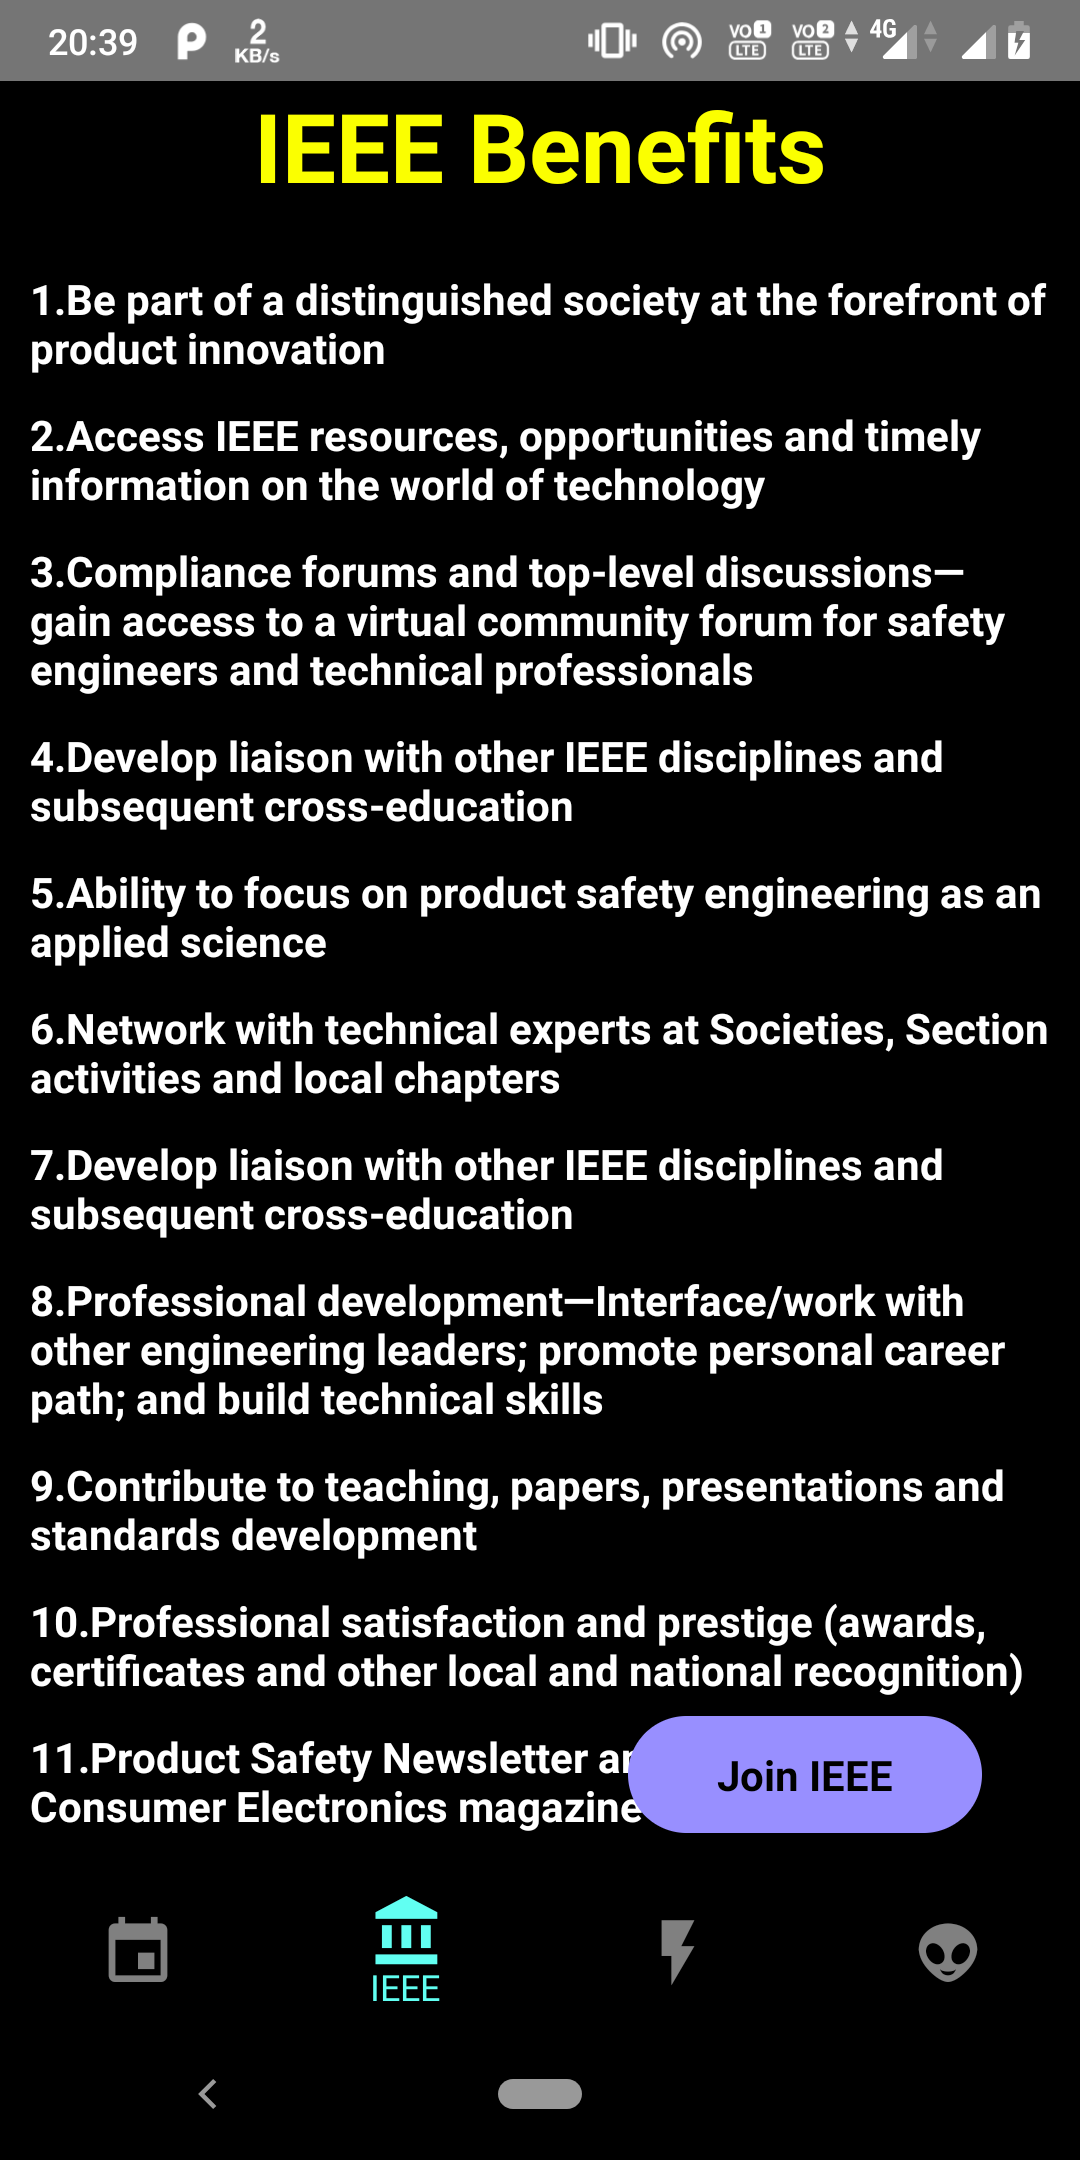 20:39
2
KB/s
VO 1
LTE
VO 2
LTE
4G
IEEE Benefits
1.Be part of a distinguished society at the forefront of
product innovation
2.Access IEEE resources, opportunities and timely
information on the world of technology
3.Compliance forums and top-level discussions—
gain access to a virtual community forum for safety
engineers and technical professionals
4.Develop liaison with other IEEE disciplines and
subsequent cross-education
5.Ability to focus on product safety engineering as an
applied science
6.Network with technical experts at Societies, Section
activities and local chapters
7.Develop liaison with other IEEE disciplines and
subsequent cross-education
8.Professional development—Interface/work with
other engineering leaders; promote personal career
path; and build technical skills
9.Contribute to teaching, papers, presentations and
standards development
10.Professional satisfaction and prestige (awards,
certificates and other local and national recognition)
11.Product Safety Newsletter
Consumer Electronics magazine
Join IEEE
IEEE